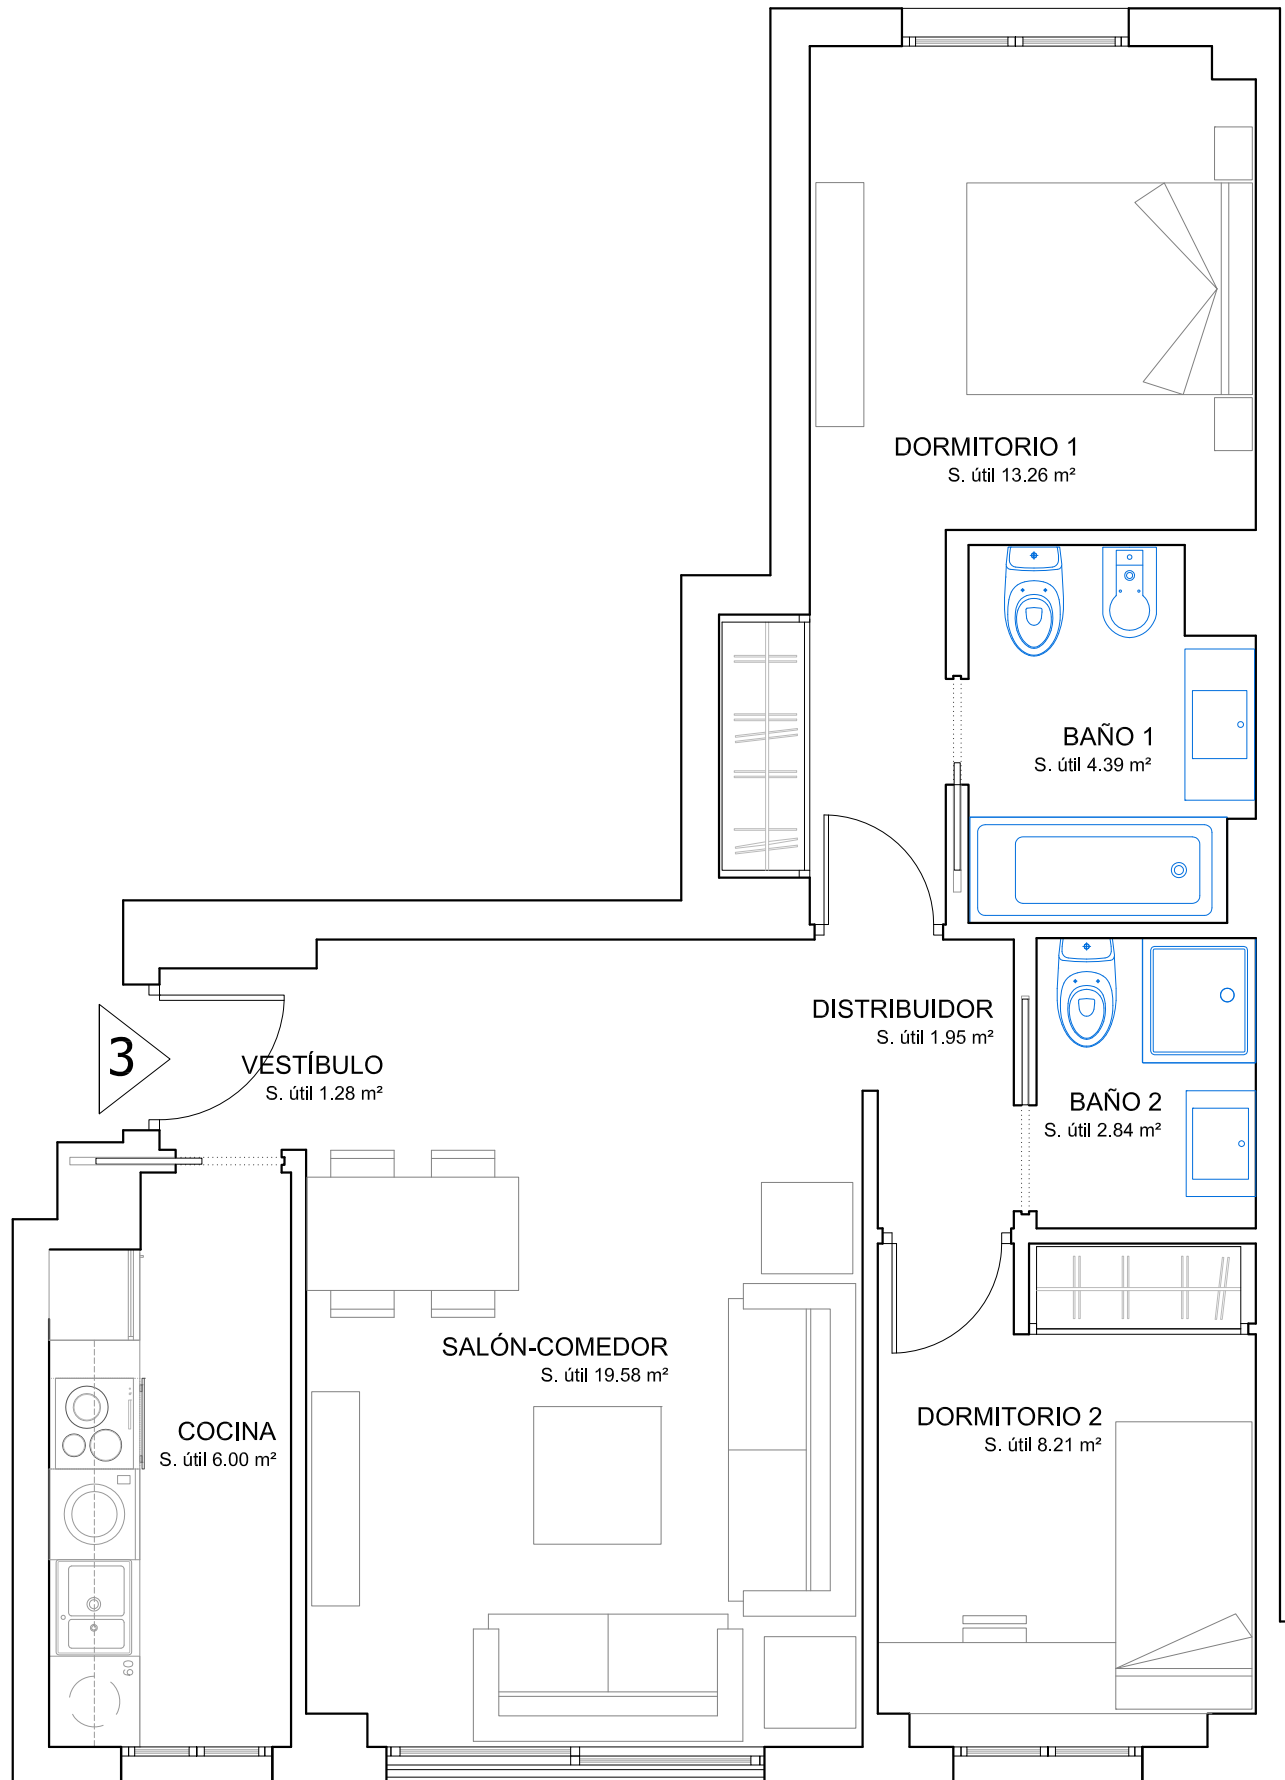 DORMITORIO 1
S. útil 13.26 m²
BAÑO 1
S. útil 4.39 m²
DISTRIBUIDOR
S. útil 1.95 m²
3
VESTÍBULO
S. útil 1.28 m²
BAÑO 2
S. útil 2.84 m²
SALÓN-COMEDOR
S. útil 19.58 m²
COCINA
S. útil 6.00 m²
DORMITORIO 2
S. útil 8.21 m²
60